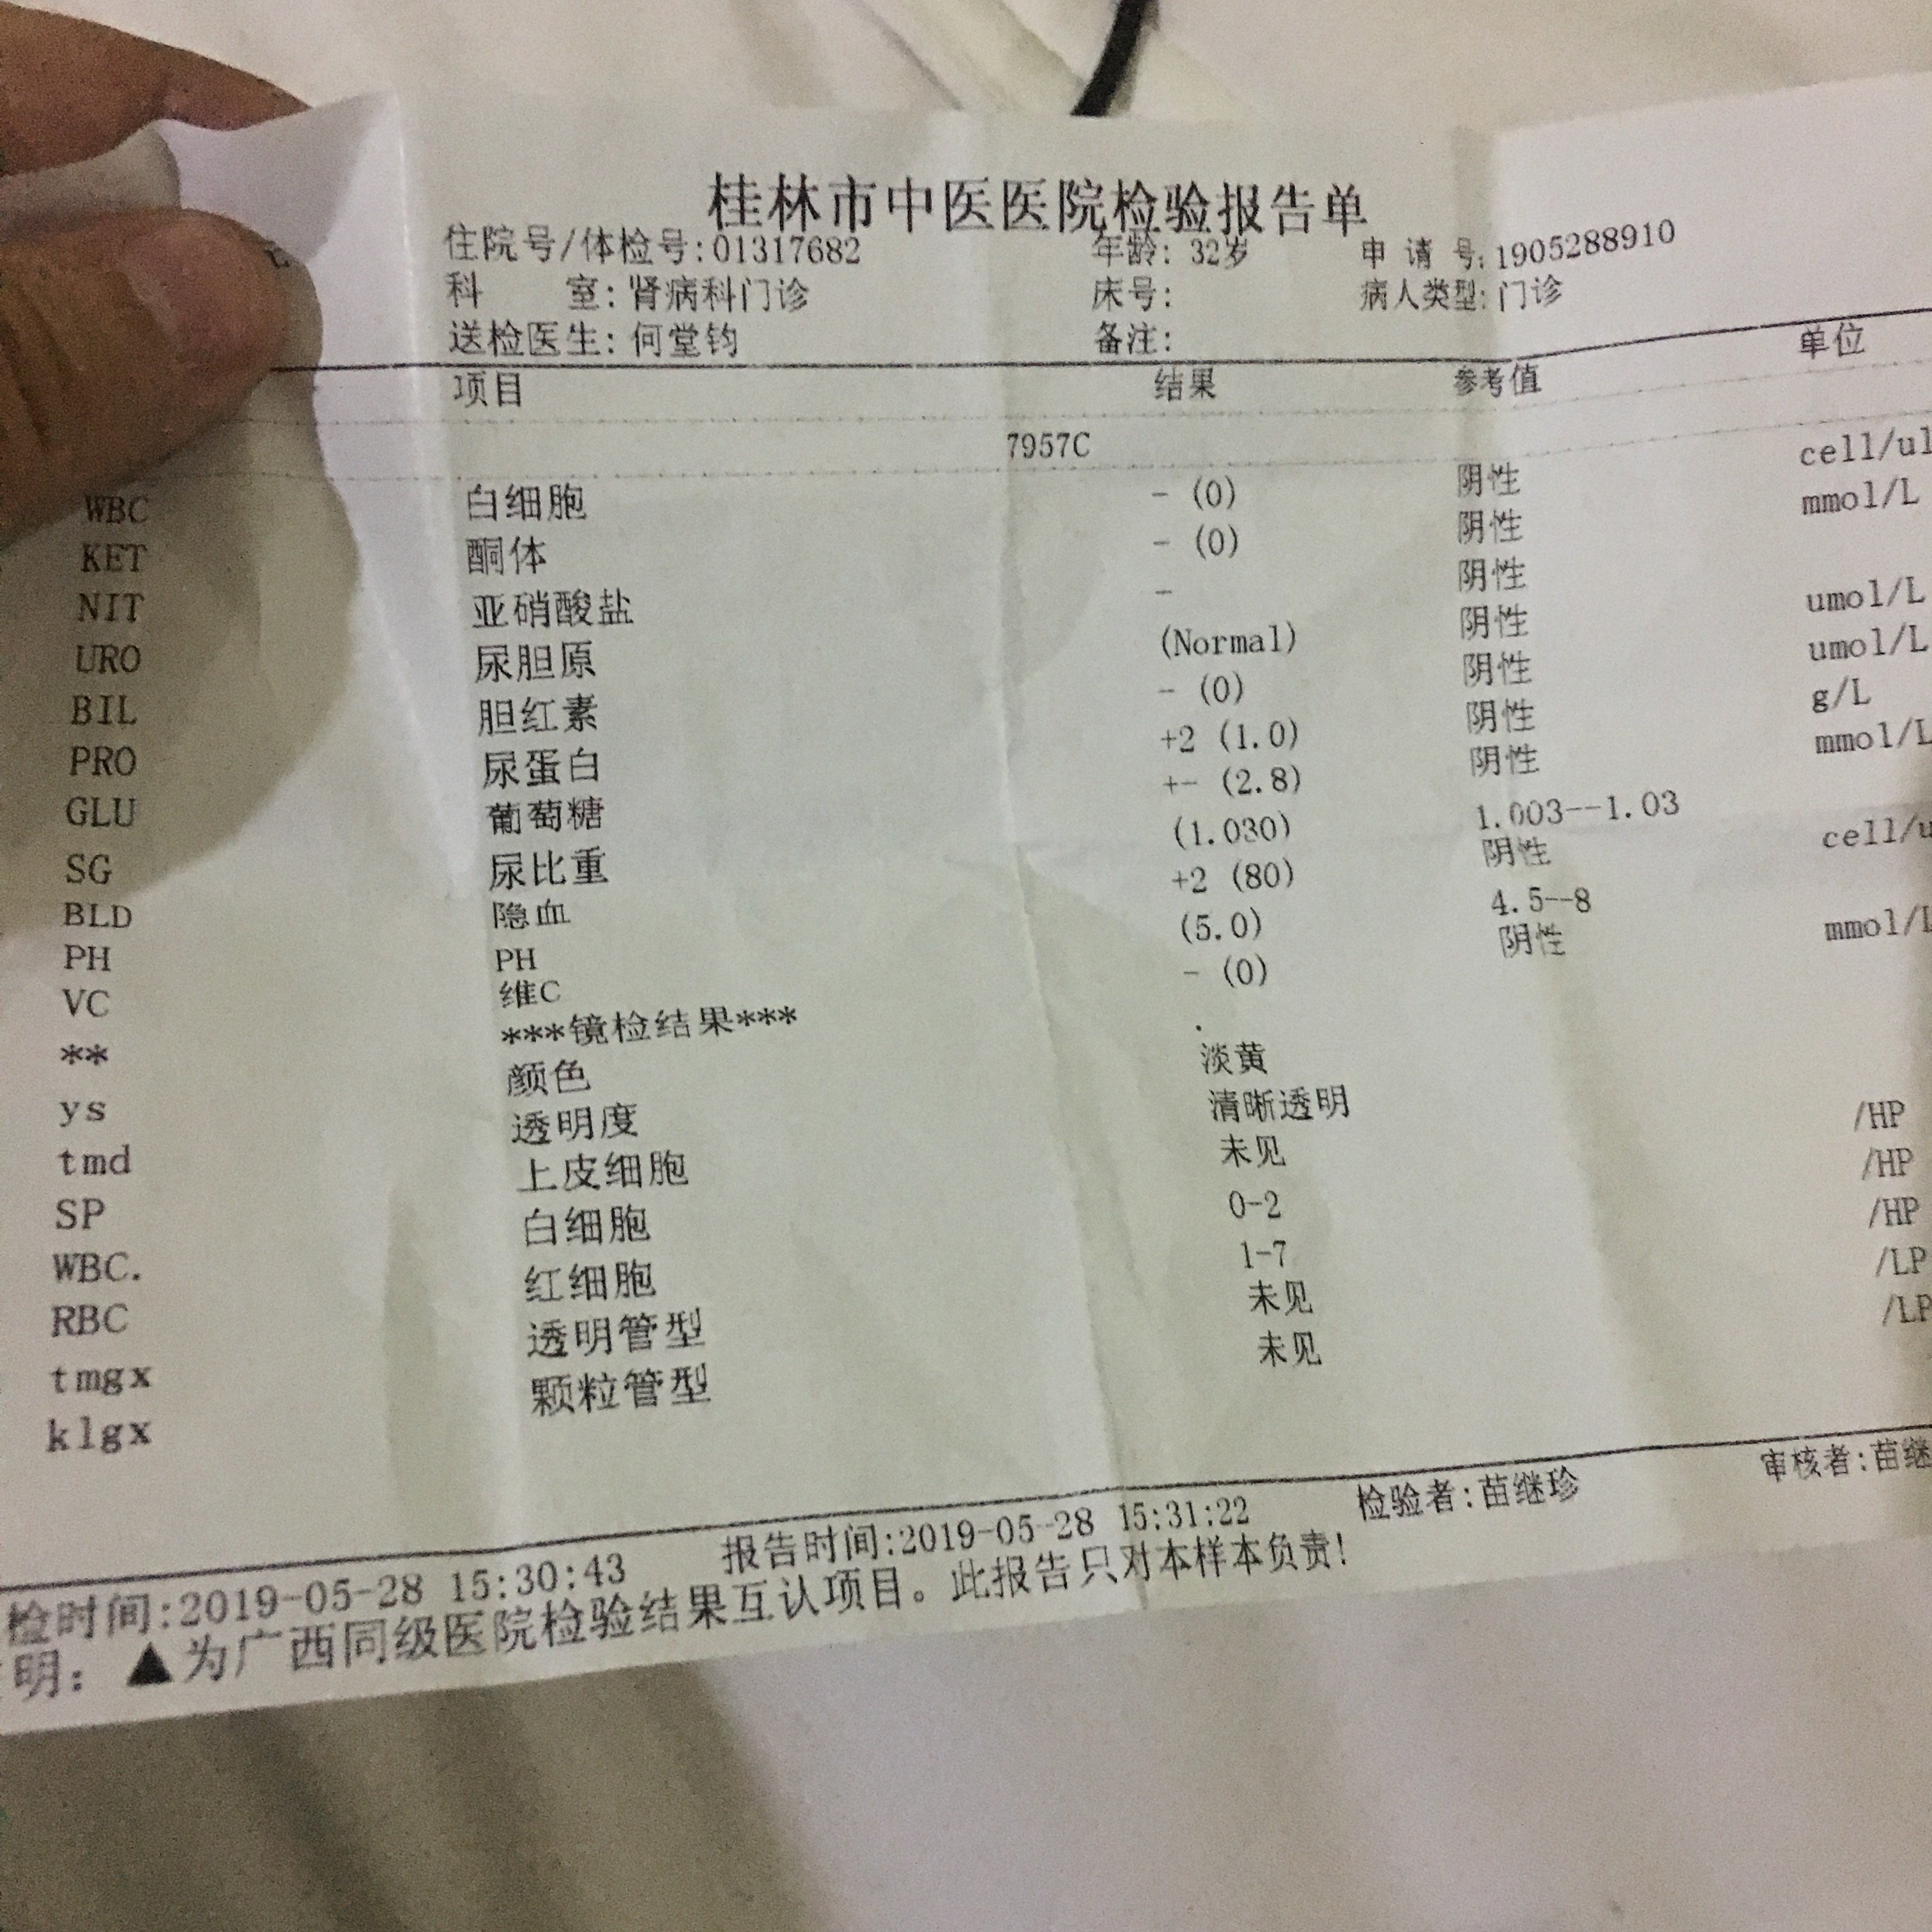 桂林市中医医院检验报告单
住院号/体检号:01317682 年龄: 32岁 申 请 号:1905288910
科 室: 肾病科门诊 床号: 病人类型: 门诊
送检医生: 何堂钧 备注:
项目 结果 参考值 单位
7957C
WBC 白细胞 - (0) 阴性 cell/ul
KET 酮体 - (0) 阴性 mmol/L
NIT 亚硝酸盐 - 阴性
URO 尿胆原 (Normal) 阴性 umol/L
BIL 胆红素 - (0) 阴性 umol/L
PRO 尿蛋白 +2 (1.0) 阴性 g/L
GLU 葡萄糖 +- (2.8) 阴性 mmol/L
SG 尿比重 (1.030) 1.003--1.03
BLD 隐血 +2 (80) 阴性 cell/u
PH PH (5.0) 4.5--8
VC 维C - (0) 阴性 mmol/L
** ***镜检结果*** .
ys 颜色 淡黄
tmd 透明度 清晰透明
SP 上皮细胞 未见 /HP
WBC. 白细胞 0-2 /HP
RBC 红细胞 1-7 /HP
tmgx 透明管型 未见 /LP
klgx 颗粒管型 未见 /LP
检时间:2019-05-28 15:30:43 报告时间:2019-05-28 15:31:22 检验者:苗继珍 审核者:苗继
明: ▲为广西同级医院检验结果互认项目。此报告只对本样本负责!